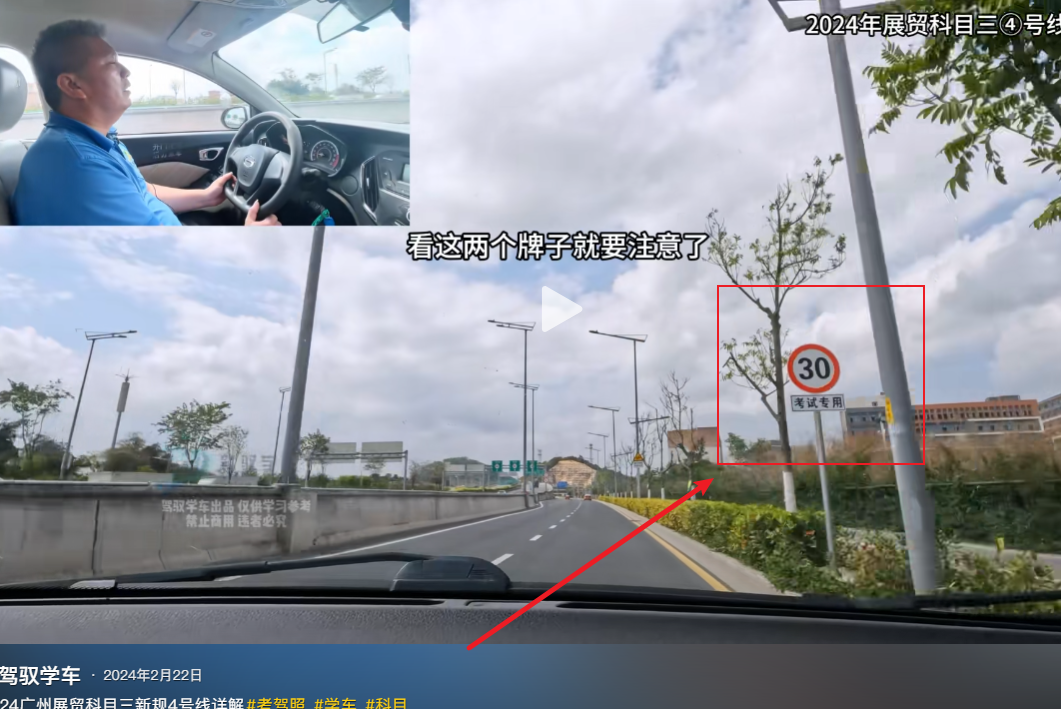 2024年展贸科目三④号线
看这两个牌子就要注意了
30
考试专用
驾驭学车出品 仅供学习参考
禁止商用 违者必究
驾驭学车 · 2024年2月22日
24广州展贸科目三新规4号线详解#考驾照 #学车 #科目